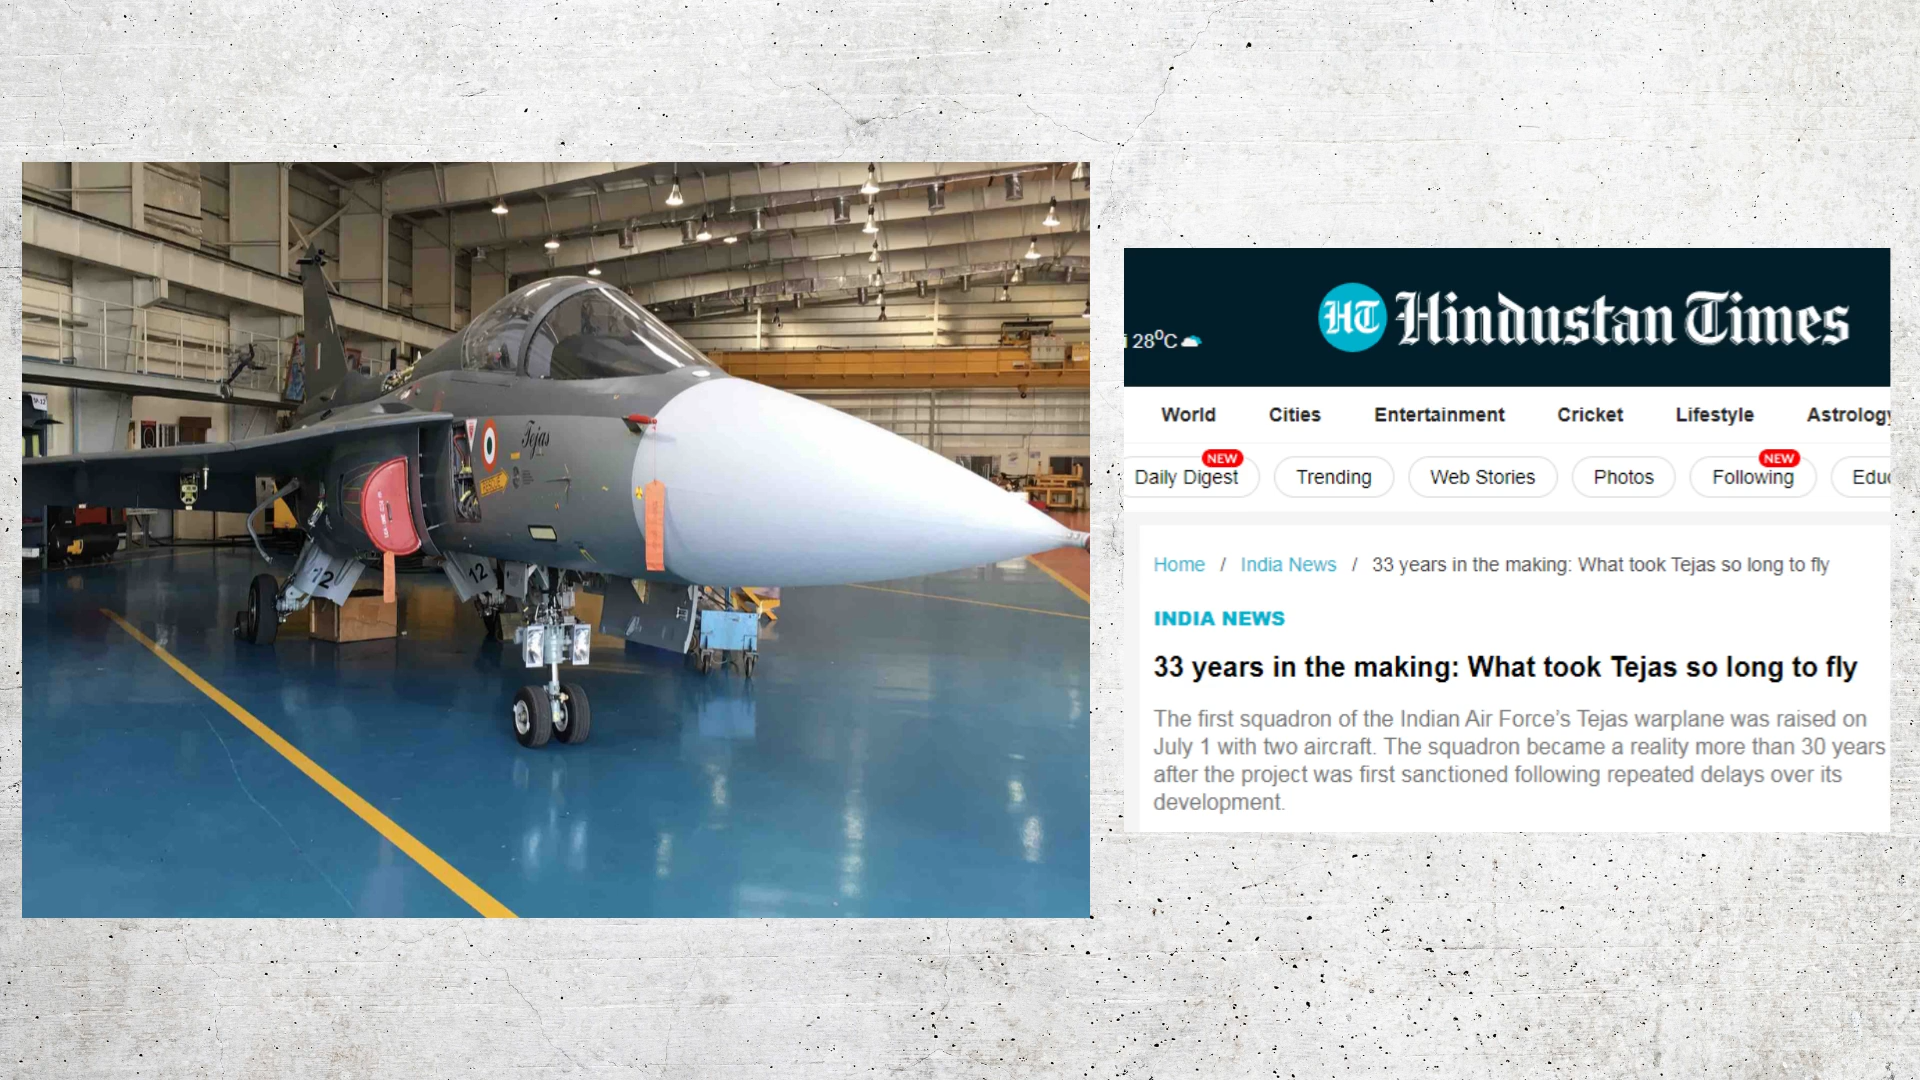 Tejas
12
12
HT Hindustan Times
28°C
World Cities Entertainment Cricket Lifestyle Astrology
Daily Digest NEW Trending Web Stories Photos Following NEW Educ
Home / India News / 33 years in the making: What took Tejas so long to fly
INDIA NEWS
33 years in the making: What took Tejas so long to fly
The first squadron of the Indian Air Force’s Tejas warplane was raised on
July 1 with two aircraft. The squadron became a reality more than 30 years
after the project was first sanctioned following repeated delays over its
development.